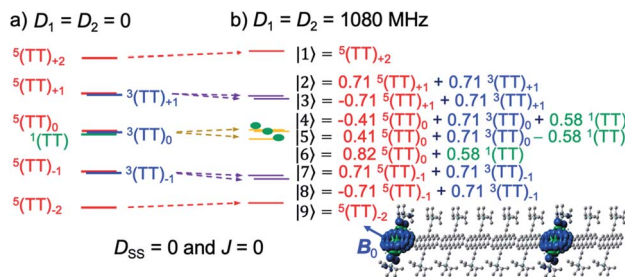 a) D₁ = D₂ = 0
b) D₁ = D₂ = 1080 MHz
⁵(TT)₊₂
|1⟩ = ⁵(TT)₊₂
⁵(TT)₊₁
³(TT)₊₁
|2⟩ = 0.71 ⁵(TT)₊₁ + 0.71 ³(TT)₊₁
|3⟩ = -0.71 ⁵(TT)₊₁ + 0.71 ³(TT)₊₁
⁵(TT)₀
¹(TT)
³(TT)₀
|4⟩ = -0.41 ⁵(TT)₀ + 0.71 ³(TT)₀ + 0.58 ¹(TT)
|5⟩ = 0.41 ⁵(TT)₀ + 0.71 ³(TT)₀ – 0.58 ¹(TT)
|6⟩ = 0.82 ⁵(TT)₀ + 0.58 ¹(TT)
⁵(TT)₋₁
³(TT)₋₁
|7⟩ = 0.71 ⁵(TT)₋₁ + 0.71 ³(TT)₋₁
|8⟩ = -0.71 ⁵(TT)₋₁ + 0.71 ³(TT)₋₁
⁵(TT)₋₂
|9⟩ = ⁵(TT)₋₂
B₀
D_SS = 0 and J = 0